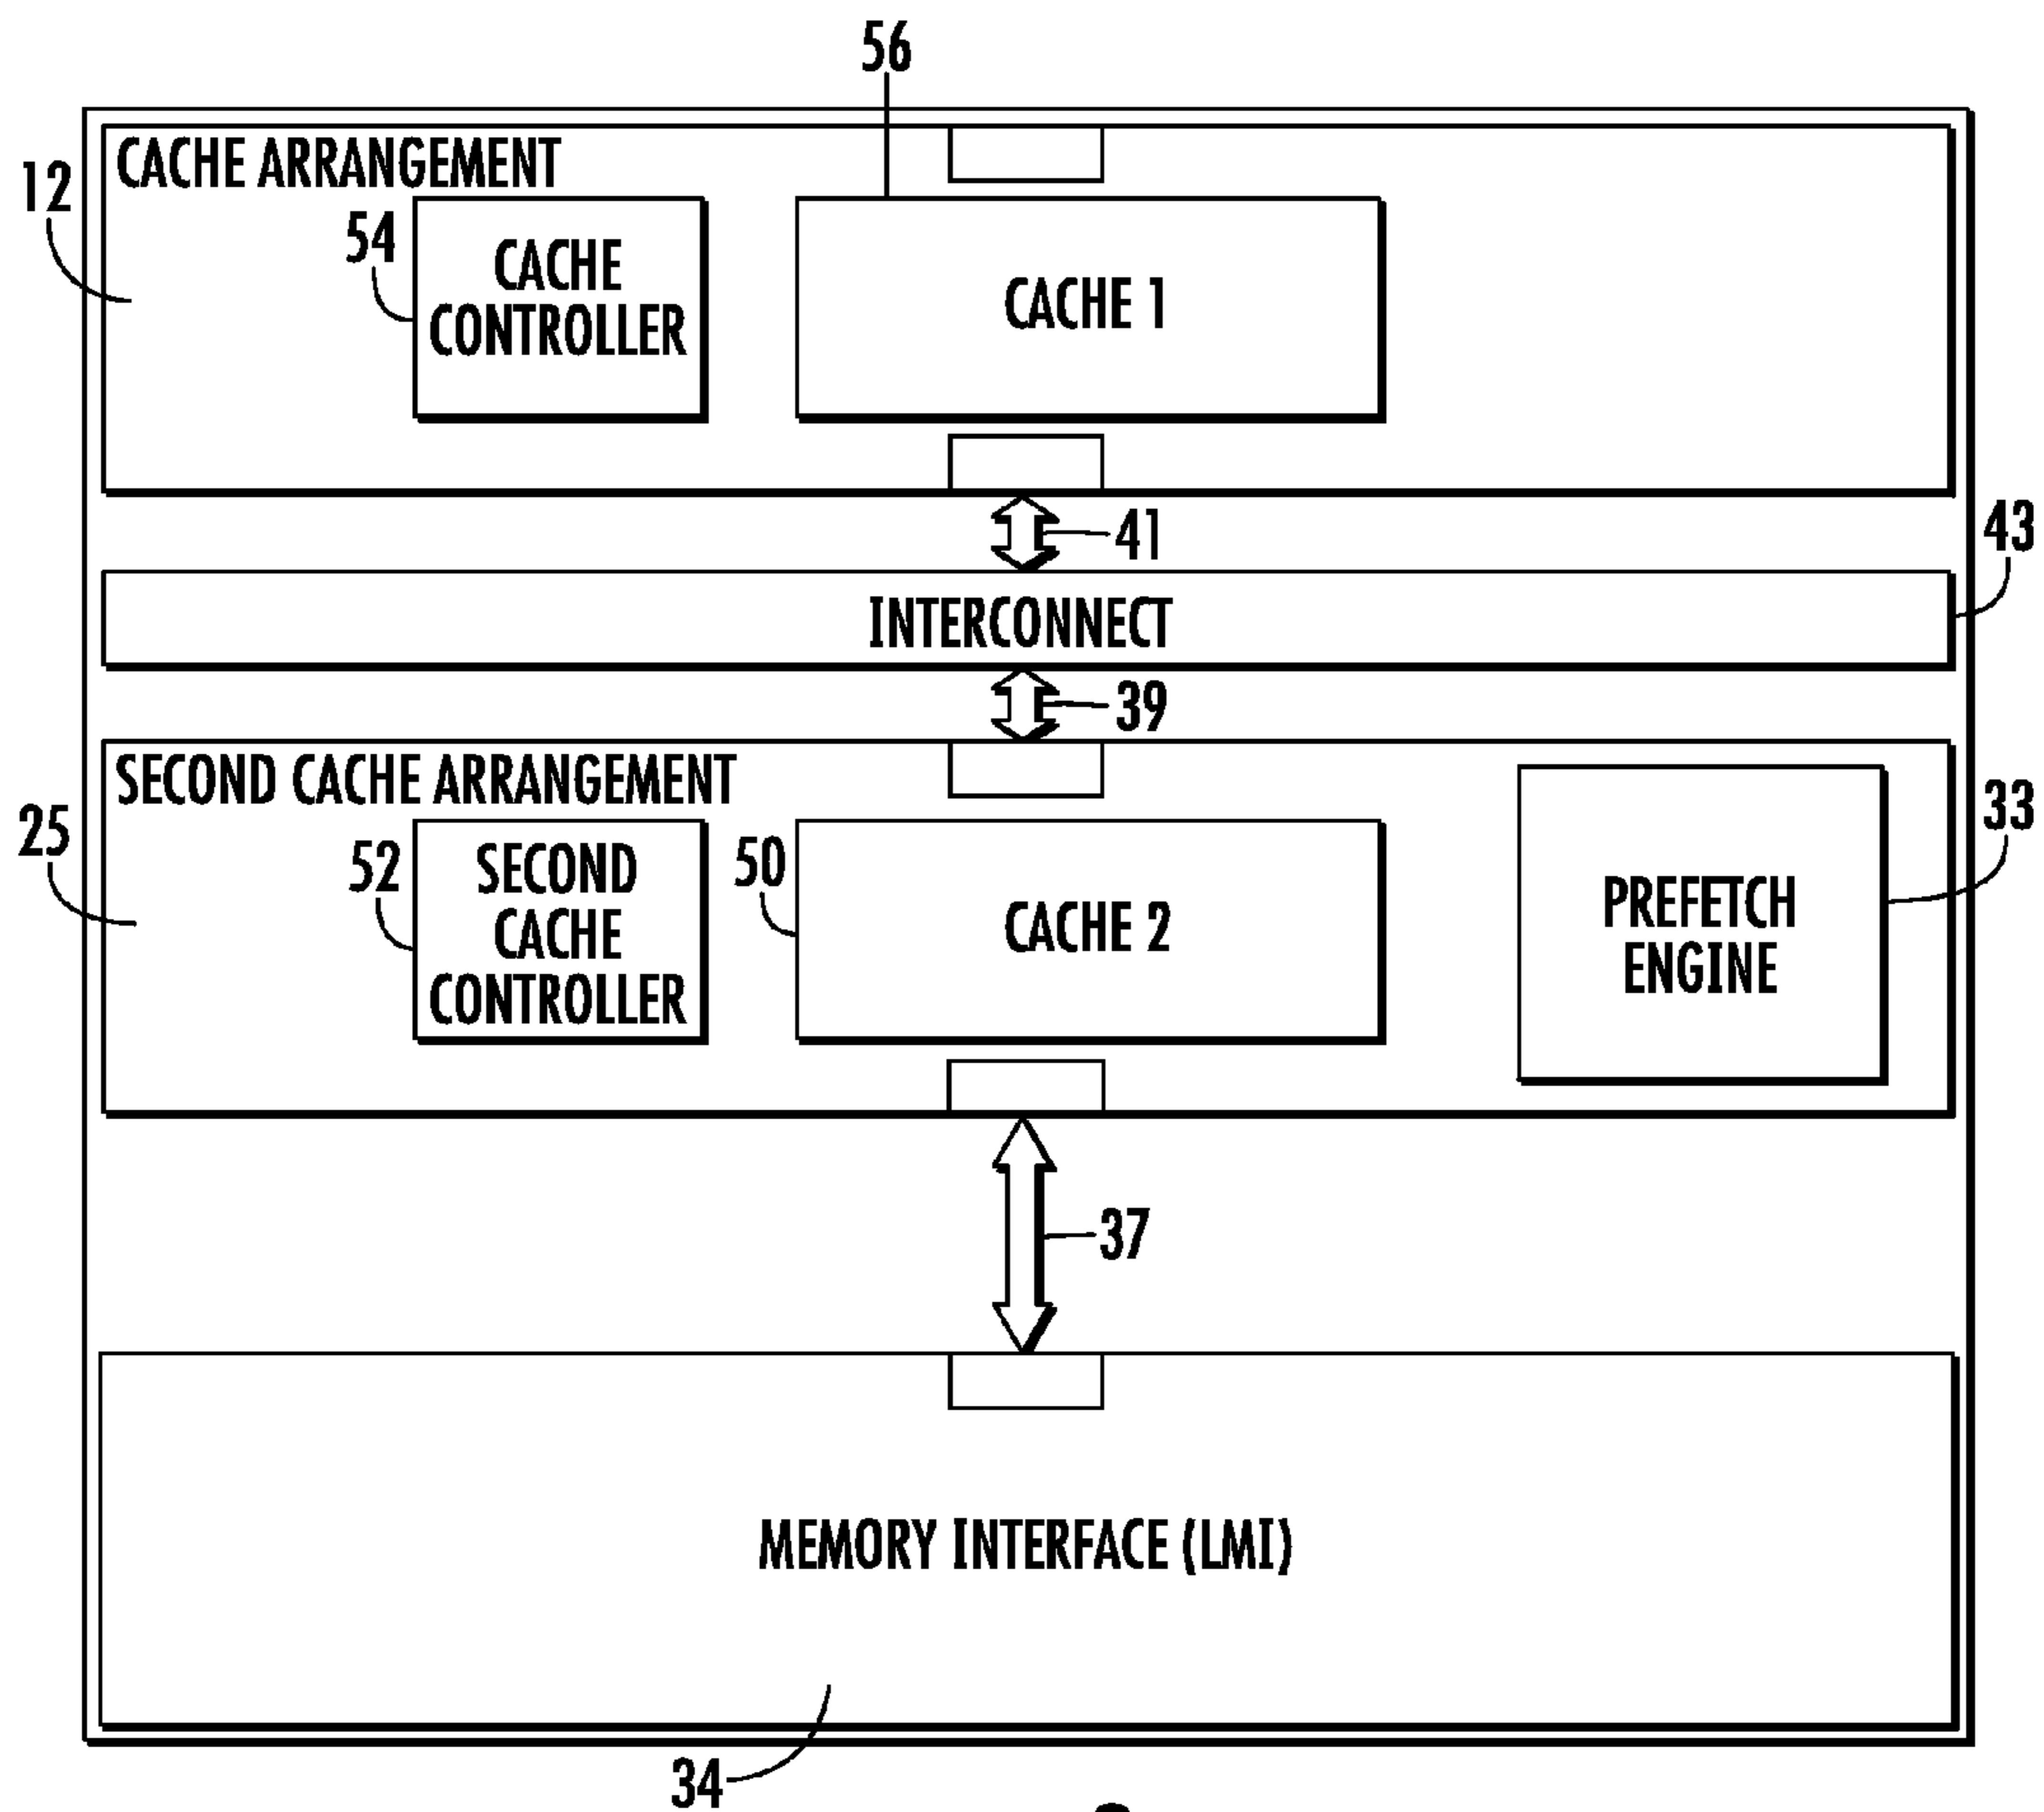 56
CACHE ARRANGEMENT
12
54
CACHE
CONTROLLER
CACHE 1
41
43
INTERCONNECT
39
SECOND CACHE ARRANGEMENT
25
52
SECOND
CACHE
CONTROLLER
50
CACHE 2
PREFETCH
ENGINE
33
37
MEMORY INTERFACE (LMI)
34